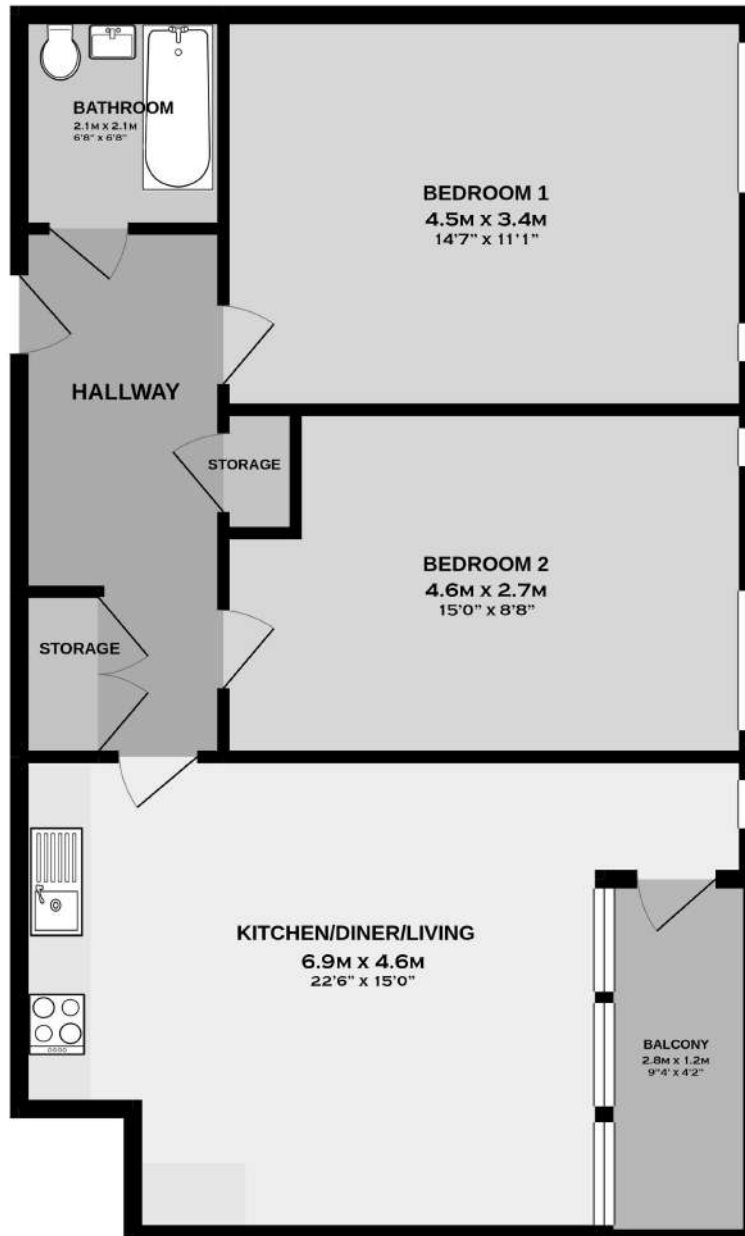 BATHROOM
2.1M X 2.1M
6'8" X 6'8"
BEDROOM 1
4.5M X 3.4M
14'7" X 11'1"
HALLWAY
STORAGE
BEDROOM 2
4.6M X 2.7M
15'0" X 8'8"
STORAGE
KITCHEN/DINER/LIVING
6.9M X 4.6M
22'6" X 15'0"
BALCONY
2.8M X 1.2M
9"4' X 4'2"